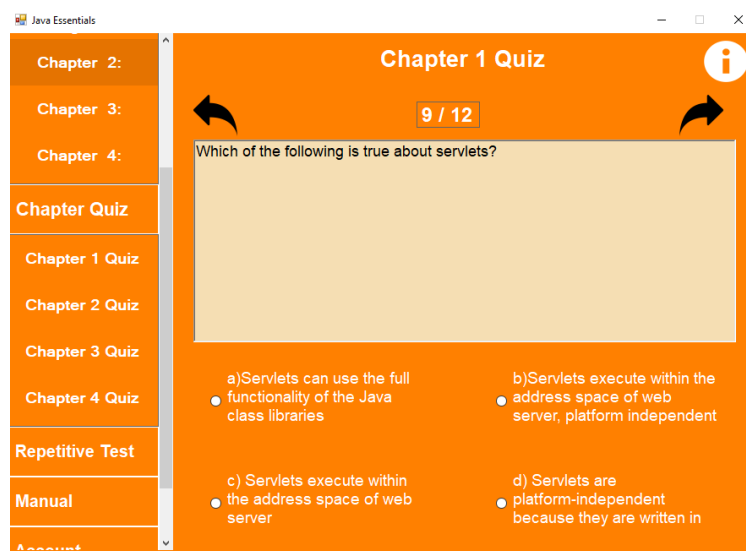 Java Essentials
Chapter 2:
Chapter 3:
Chapter 4:
Chapter Quiz
Chapter 1 Quiz
Chapter 2 Quiz
Chapter 3 Quiz
Chapter 4 Quiz
Repetitive Test
Manual
Account
Chapter 1 Quiz
i
9 / 12
Which of the following is true about servlets?
a)Servlets can use the full
functionality of the Java
class libraries
b)Servlets execute within the
address space of web
server, platform independent
c) Servlets execute within
the address space of web
server
d) Servlets are
platform-independent
because they are written in